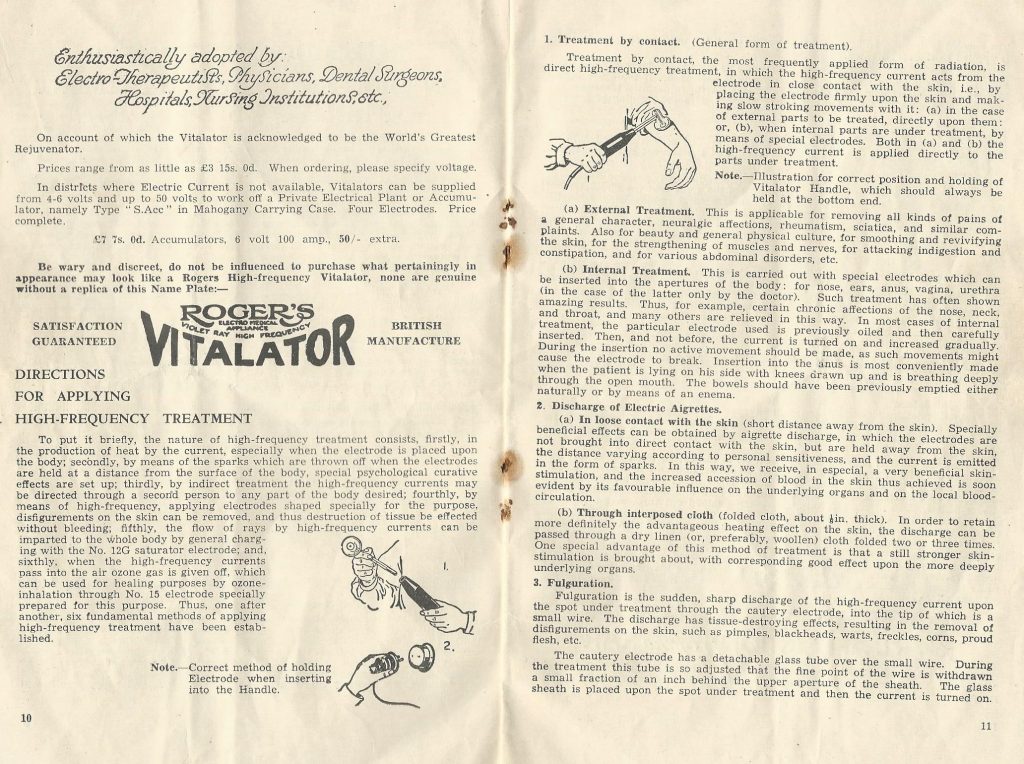 Enthusiastically adopted by:
Electro-Therapeutists, Physicians, Dental Surgeons,
Hospitals, Nursing Institutions, etc.,
On account of which the Vitalator is acknowledged to be the World's Greatest
Rejuvenator.
Prices range from as little as £3 15s. 0d. When ordering, please specify voltage.
In districts where Electric Current is not available, Vitalators can be supplied
from 4-6 volts and up to 50 volts to work off a Private Electrical Plant or Accumu-
lator, namely Type "S.Acc" in Mahogany Carrying Case. Four Electrodes. Price
complete.
£7 7s. 0d. Accumulators, 6 volt 100 amp., 50/- extra.
Be wary and discreet, do not be influenced to purchase what pertainingly in
appearance may look like a Rogers High-frequency Vitalator, none are genuine
without a replica of this Name Plate:—
SATISFACTION
GUARANTEED
ROGER'S
ELECTRO MEDICAL
APPLIANCE
VIOLET RAY HIGH FREQUENCY
VITALATOR
BRITISH
MANUFACTURE
DIRECTIONS
FOR APPLYING
HIGH-FREQUENCY TREATMENT
To put it briefly, the nature of high-frequency treatment consists, firstly, in
the production of heat by the current, especially when the electrode is placed upon
the body; secondly, by means of the sparks which are thrown off when the electrodes
are held at a distance from the surface of the body, special psychological curative
effects are set up; thirdly, by indirect treatment the high-frequency currents may
be directed through a second person to any part of the body desired; fourthly, by
means of high-frequency, applying electrodes shaped specially for the purpose,
disfigurations on the skin can be removed, and thus destruction of tissue be effected
without bleeding; fifthly, the flow of rays by high-frequency currents can be
imparted to the whole body by general charg-
ing with the No. 12G saturator electrode; and,
sixthly, when the high-frequency currents
pass into the air ozone gas is given off, which
can be used for healing purposes by ozone-
inhalation through No. 15 electrode specially
prepared for this purpose. Thus, one after
another, six fundamental methods of applying
high-frequency treatment have been estab-
lished.
1.
2.
Note.—Correct method of holding
Electrode when inserting
into the Handle.
10
1. Treatment by contact. (General form of treatment).
Treatment by contact, the most frequently applied form of radiation, is
direct high-frequency treatment, in which the high-frequency current acts from the
electrode in close contact with the skin, i.e., by
placing the electrode firmly upon the skin and mak-
ing slow stroking movements with it: (a) in the case
of external parts to be treated, directly upon them:
or, (b), when internal parts are under treatment, by
means of special electrodes. Both in (a) and (b) the
high-frequency current is applied directly to the
parts under treatment.
Note.—Illustration for correct position and holding of
Vitalator Handle, which should always be
held at the bottom end.
(a) External Treatment. This is applicable for removing all kinds of pains of
a general character, neuralgic affections, rheumatism, sciatica, and similar com-
plaints. Also for beauty and general physical culture, for smoothing and revivifying
the skin, for the strengthening of muscles and nerves, for attacking indigestion and
constipation, and for various abdominal disorders, etc.
(b) Internal Treatment. This is carried out with special electrodes which can
be inserted into the apertures of the body: for nose, ears, anus, vagina, urethra
(in the case of the latter only by the doctor). Such treatment has often shown
amazing results. Thus, for example, certain chronic affections of the nose, neck,
and throat, and many others are relieved in this way. In most cases of internal
treatment, the particular electrode used is previously oiled and then carefully
inserted. Then, and not before, the current is turned on and increased gradually.
During the insertion no active movement should be made, as such movements might
cause the electrode to break. Insertion into the anus is most conveniently made
when the patient is lying on his side with knees drawn up and is breathing deeply
through the open mouth. The bowels should have been previously emptied either
naturally or by means of an enema.
2. Discharge of Electric Aigrettes.
(a) In loose contact with the skin (short distance away from the skin). Specially
beneficial effects can be obtained by aigrette discharge, in which the electrodes are
not brought into direct contact with the skin, but are held away from the skin,
the distance varying according to personal sensitiveness, and the current is emitted
in the form of sparks. In this way, we receive, in especial, a very beneficial skin-
stimulation, and the increased accession of blood in the skin thus achieved is soon
evident by its favourable influence on the underlying organs and on the local blood-
circulation.
(b) Through interposed cloth (folded cloth, about ¼in. thick). In order to retain
more definitely the advantageous heating effect on the skin, the discharge can be
passed through a dry linen (or, preferably, woollen) cloth folded two or three times.
One special advantage of this method of treatment is that a still stronger skin-
stimulation is brought about, with corresponding good effect upon the more deeply
underlying organs.
3. Fulguration.
Fulguration is the sudden, sharp discharge of the high-frequency current upon
the spot under treatment through the cautery electrode, into the tip of which is a
small wire. The discharge has tissue-destroying effects, resulting in the removal of
disfigurations on the skin, such as pimples, blackheads, warts, freckles, corns, proud
flesh, etc.
The cautery electrode has a detachable glass tube over the small wire. During
the treatment this tube is so adjusted that the fine point of the wire is withdrawn
a small fraction of an inch behind the upper aperture of the sheath. The glass
sheath is placed upon the spot under treatment and then the current is turned on.
11